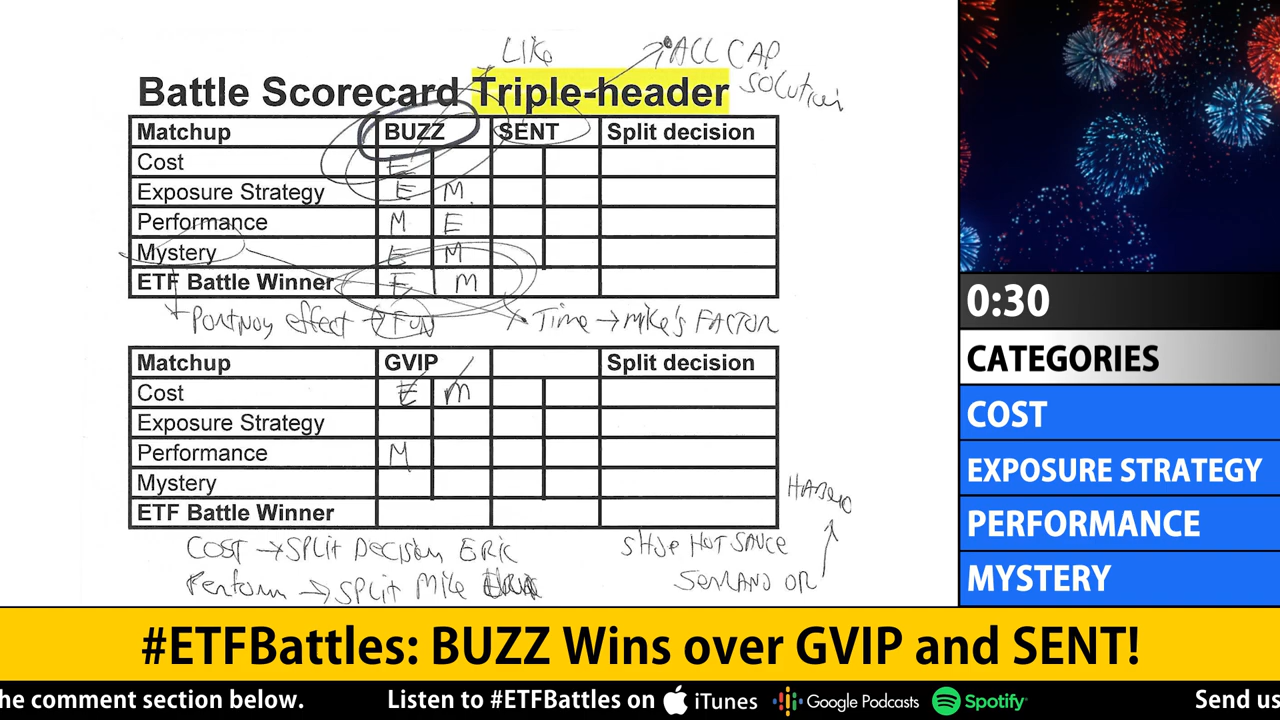 LIKE
ALL CAP
SOLUTION
Battle Scorecard Triple-header
Matchup BUZZ SENT Split decision
Cost E
Exposure Strategy E M
Performance M E
Mystery E M
ETF Battle Winner E M
Portnoy effect → FUN Time → Mike's FACTOR
Matchup GVIP Split decision
Cost E M
Exposure Strategy
Performance M
Mystery
ETF Battle Winner
COST → SPLIT DECISION ERIC
Perform → SPLIT MIKE
HOT SAUCE
OR
0:30
CATEGORIES
COST
EXPOSURE STRATEGY
PERFORMANCE
MYSTERY
#ETFBattles: BUZZ Wins over GVIP and SENT!
he comment section below. Listen to #ETFBattles on iTunes Google Podcasts Spotify Send us